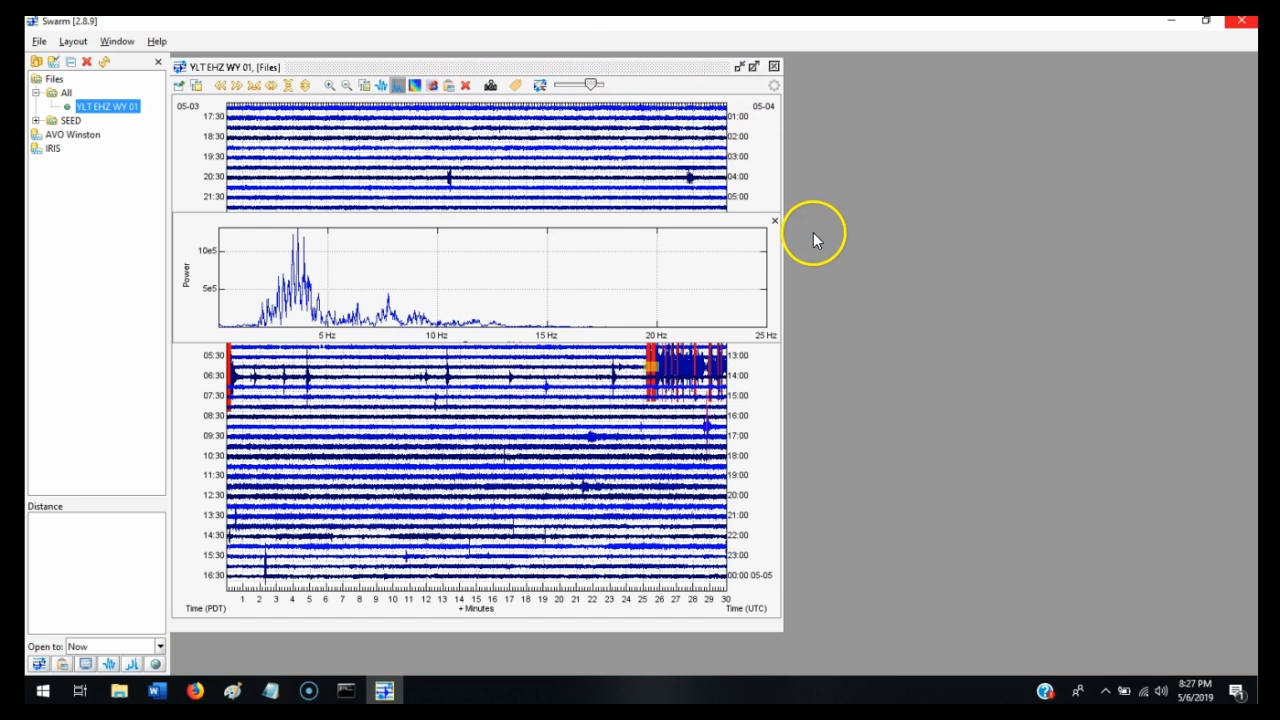 Swarm [2.8.9]
File Layout Window Help
Files
All
YLT EHZ WY 01
SEED
AVO Winston
IRIS
Distance
Open to: Now
YLT EHZ WY 01, [Files]
05-03 05-04
17:30 01:00
18:30 02:00
19:30 03:00
20:30 04:00
21:30 05:00
Power
10e5
5e5
5 Hz 10 Hz 15 Hz 20 Hz 25 Hz
05:30 13:00
06:30 14:00
07:30 15:00
08:30 16:00
09:30 17:00
10:30 18:00
11:30 19:00
12:30 20:00
13:30 21:00
14:30 22:00
15:30 23:00
16:30 00:00 05-05
1 2 3 4 5 6 7 8 9 10 11 12 13 14 15 16 17 18 19 20 21 22 23 24 25 26 27 28 29 30
Time (PDT) + Minutes Time (UTC)
8:27 PM
5/6/2019